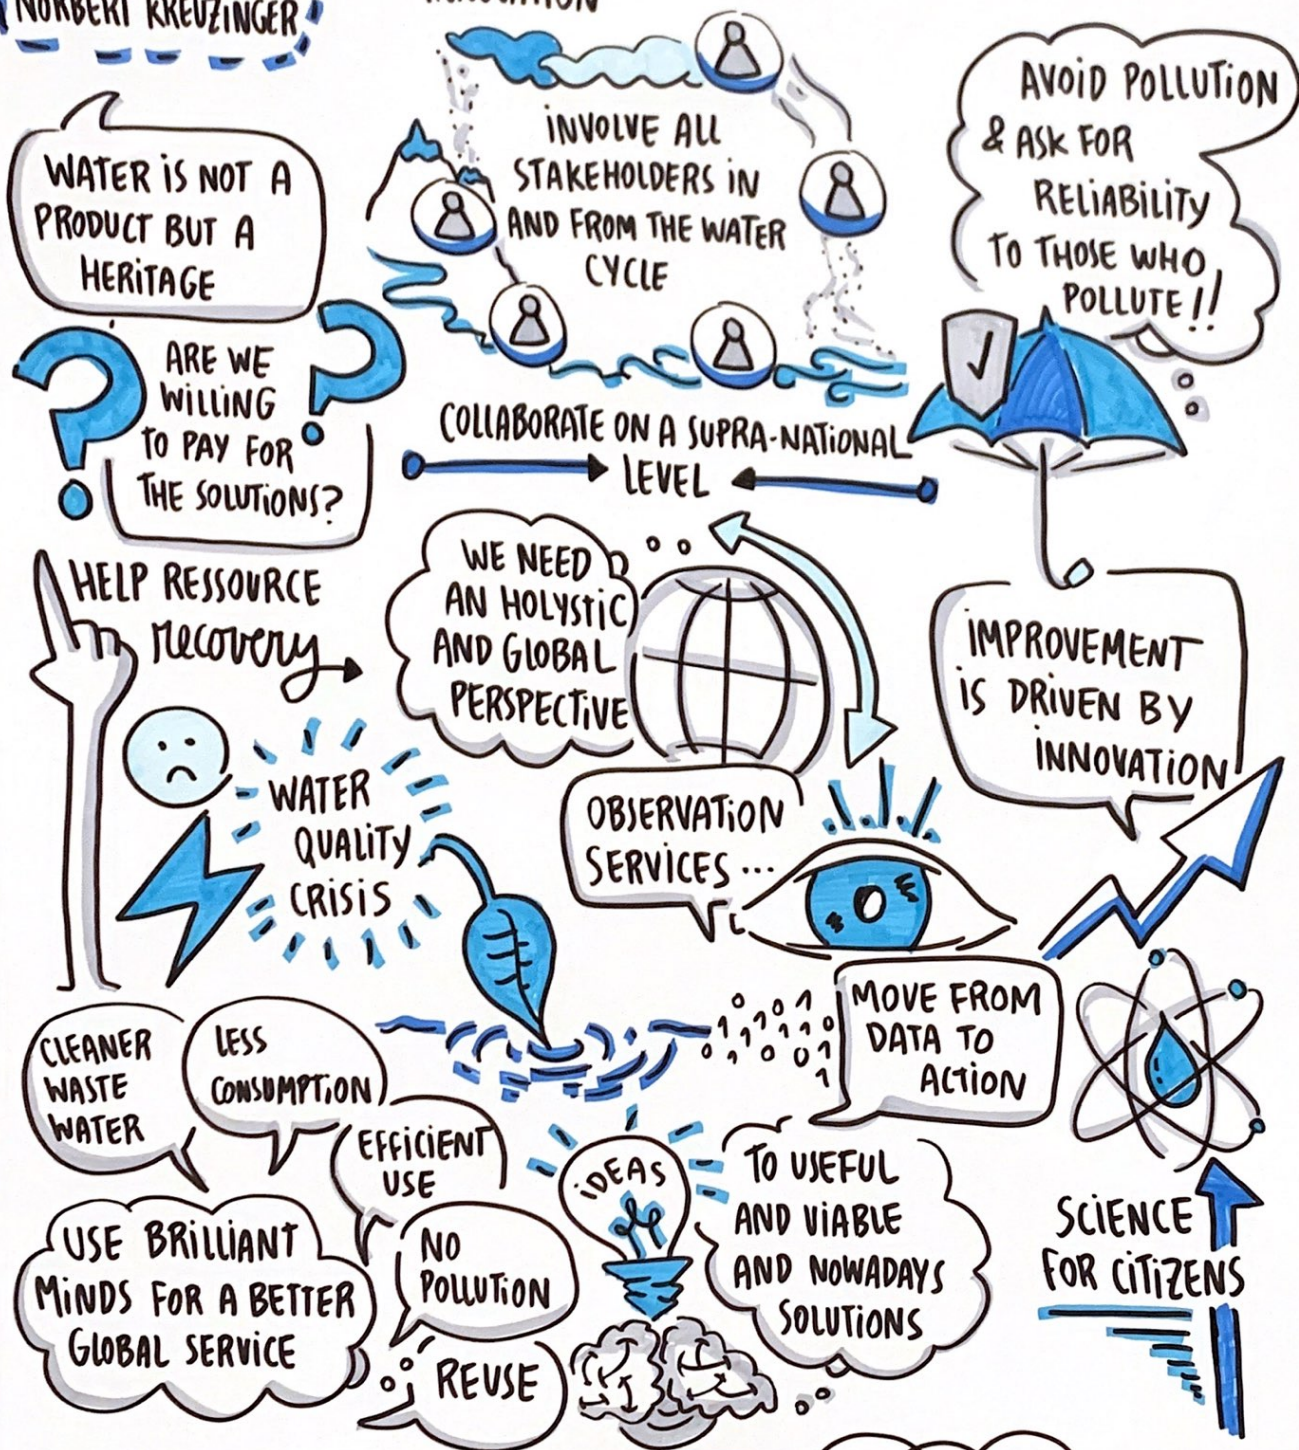 NORBERT KREUZINGER
WATER IS NOT A
PRODUCT BUT A
HERITAGE
INVOLVE ALL
STAKEHOLDERS IN
AND FROM THE WATER
CYCLE
AVOID POLLUTION
& ASK FOR
RELIABILITY
TO THOSE WHO
POLLUTE!!
ARE WE
WILLING
TO PAY FOR
THE SOLUTIONS?
COLLABORATE ON A SUPRA-NATIONAL
LEVEL
HELP RESSOURCE
recovery
WE NEED
AN HOLYSTIC
AND GLOBAL
PERSPECTIVE
IMPROVEMENT
IS DRIVEN BY
INNOVATION
WATER
QUALITY
CRISIS
OBSERVATION
SERVICES...
MOVE FROM
DATA TO
ACTION
CLEANER
WASTE
WATER
LESS
CONSUMPTION
EFFICIENT
USE
NO
POLLUTION
REUSE
USE BRILLIANT
MINDS FOR A BETTER
GLOBAL SERVICE
IDEAS
TO USEFUL
AND VIABLE
AND NOWADAYS
SOLUTIONS
SCIENCE
FOR CITIZENS